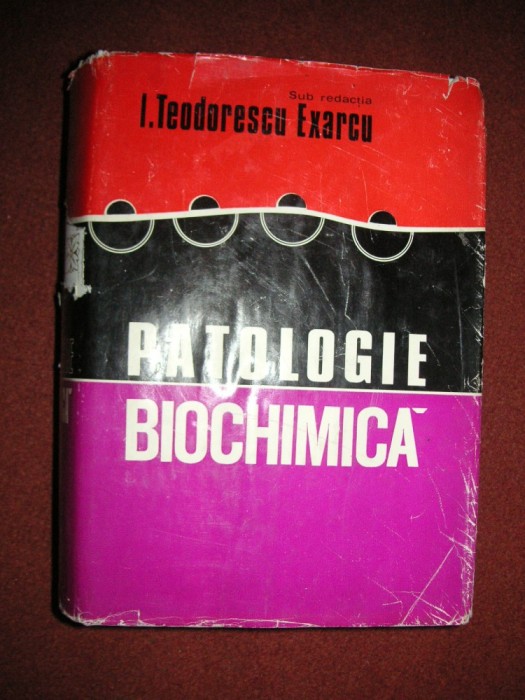 Sub redacția
I.Teodorescu Exarcu
PATOLOGIE
BIOCHIMICĂ